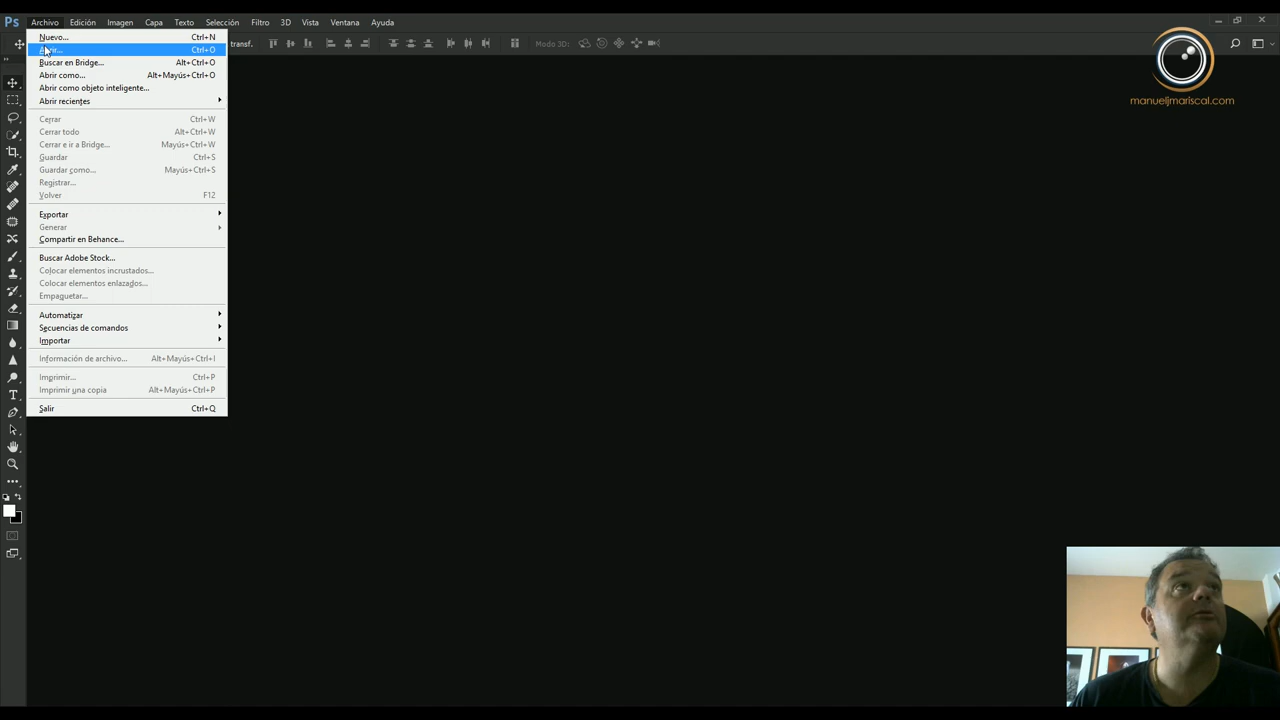 Ps Archivo Edición Imagen Capa Texto Selección Filtro 3D Vista Ventana Ayuda
transf. Modo 3D:
Nuevo... Ctrl+N
Ctrl+O
Buscar en Bridge... Alt+Ctrl+O
Abrir como... Alt+Mayús+Ctrl+O
Abrir como objeto inteligente...
Abrir recientes
Cerrar Ctrl+W
Cerrar todo Alt+Ctrl+W
Cerrar e ir a Bridge... Mayús+Ctrl+W
Guardar Ctrl+S
Guardar como... Mayús+Ctrl+S
Registrar...
Volver F12
Exportar
Generar
Compartir en Behance...
Buscar Adobe Stock...
Colocar elementos incrustados...
Colocar elementos enlazados...
Empaquetar...
Automatizar
Secuencias de comandos
Importar
Información de archivo... Alt+Mayús+Ctrl+I
Imprimir... Ctrl+P
Imprimir una copia Alt+Mayús+Ctrl+P
Salir Ctrl+Q
manueljmariscal.com